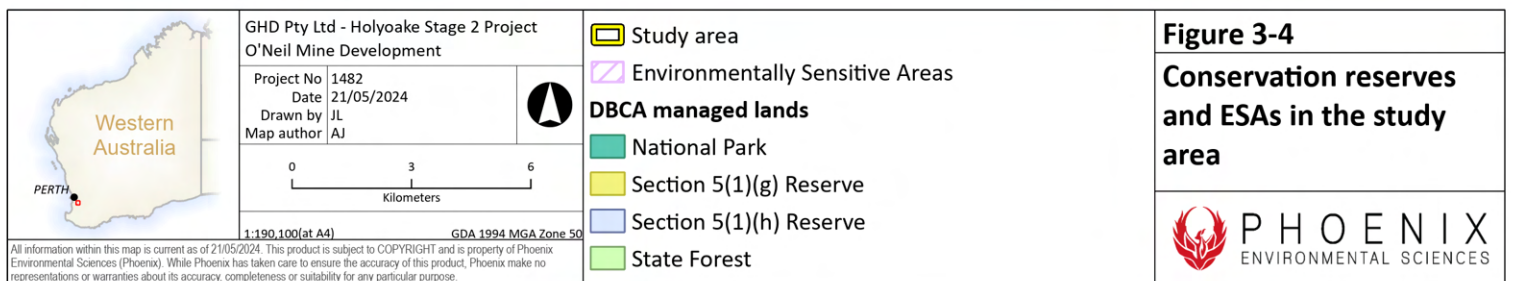 Western
Australia
PERTH
GHD Pty Ltd - Holyoake Stage 2 Project
O'Neil Mine Development
Project No 1482
Date 21/05/2024
Drawn by JL
Map author AJ
0 3 6
Kilometers
1:190,100(at A4) GDA 1994 MGA Zone 50
All information within this map is current as of 21/05/2024. This product is subject to COPYRIGHT and is property of Phoenix
Environmental Sciences (Phoenix). While Phoenix has taken care to ensure the accuracy of this product, Phoenix make no
representations or warranties about its accuracy, completeness or suitability for any particular purpose.
Study area
Environmentally Sensitive Areas
DBCA managed lands
National Park
Section 5(1)(g) Reserve
Section 5(1)(h) Reserve
State Forest
Figure 3-4
Conservation reserves
and ESAs in the study
area
PHOENIX
ENVIRONMENTAL SCIENCES